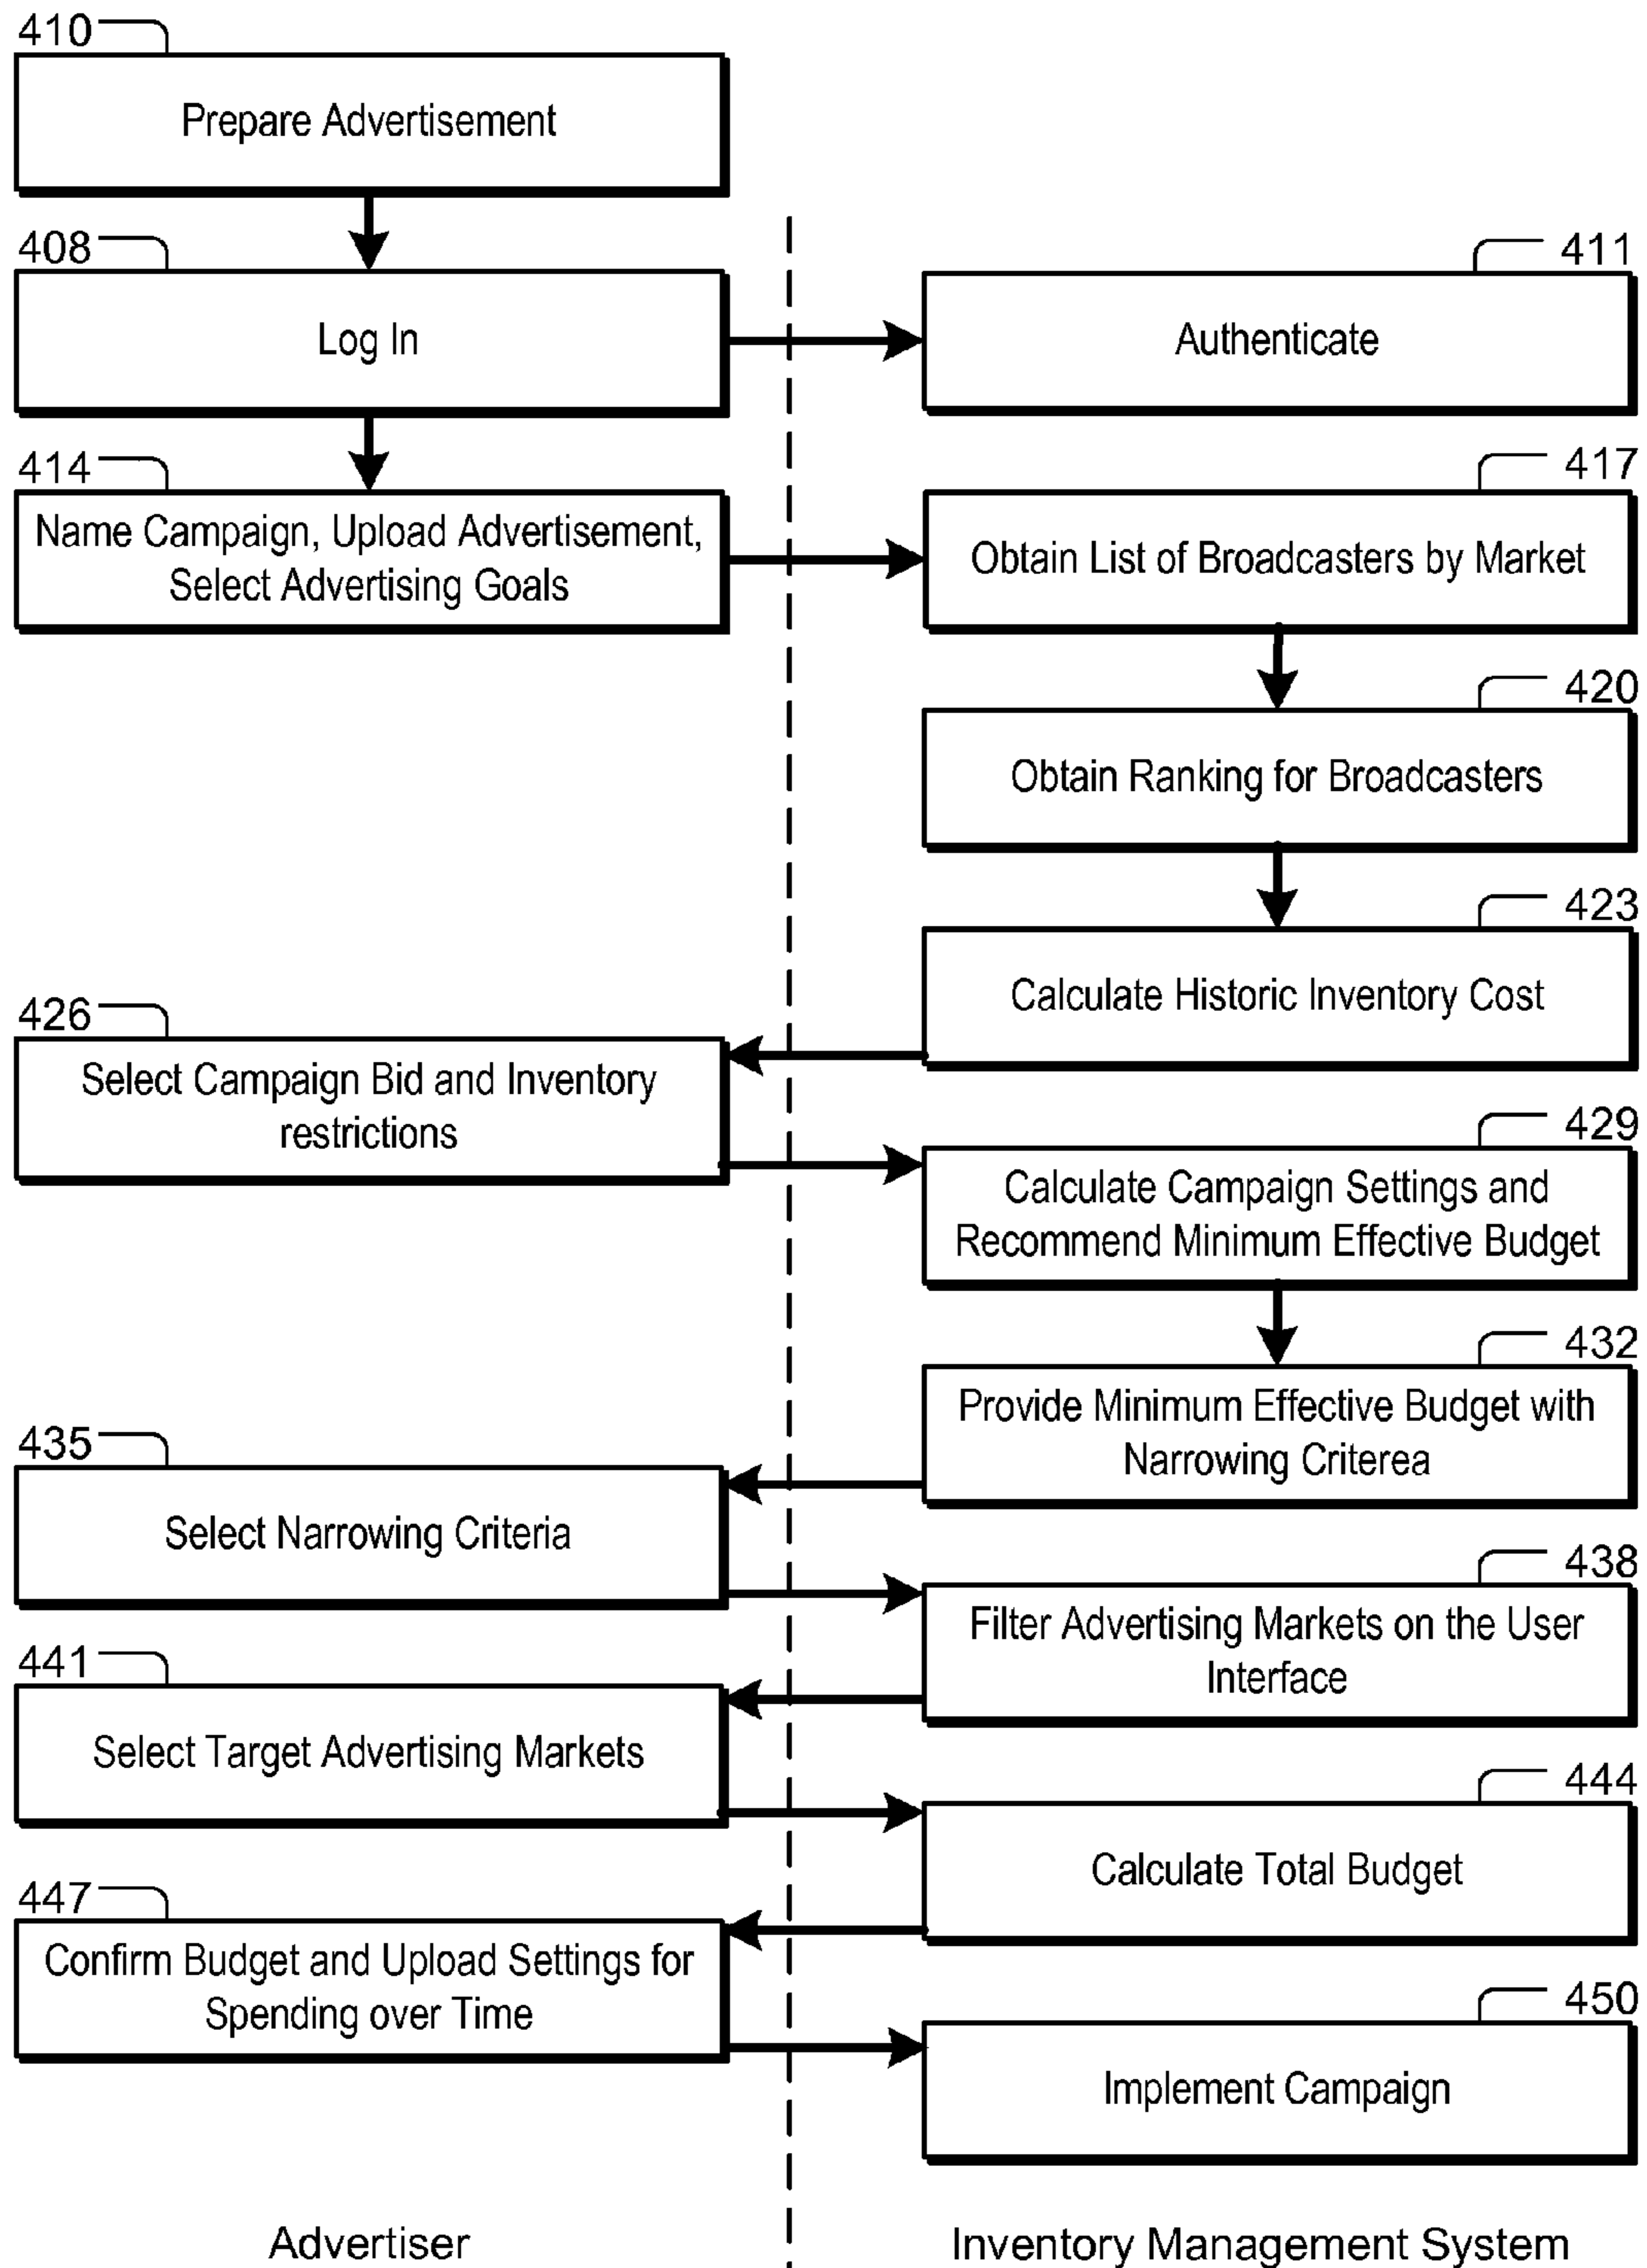 410
Prepare Advertisement
408
Log In
411
Authenticate
414
Name Campaign, Upload Advertisement,
Select Advertising Goals
417
Obtain List of Broadcasters by Market
420
Obtain Ranking for Broadcasters
423
Calculate Historic Inventory Cost
426
Select Campaign Bid and Inventory
restrictions
429
Calculate Campaign Settings and
Recommend Minimum Effective Budget
432
Provide Minimum Effective Budget with
Narrowing Criterea
435
Select Narrowing Criteria
438
Filter Advertising Markets on the User
Interface
441
Select Target Advertising Markets
444
Calculate Total Budget
447
Confirm Budget and Upload Settings for
Spending over Time
450
Implement Campaign
Advertiser
Inventory Management System